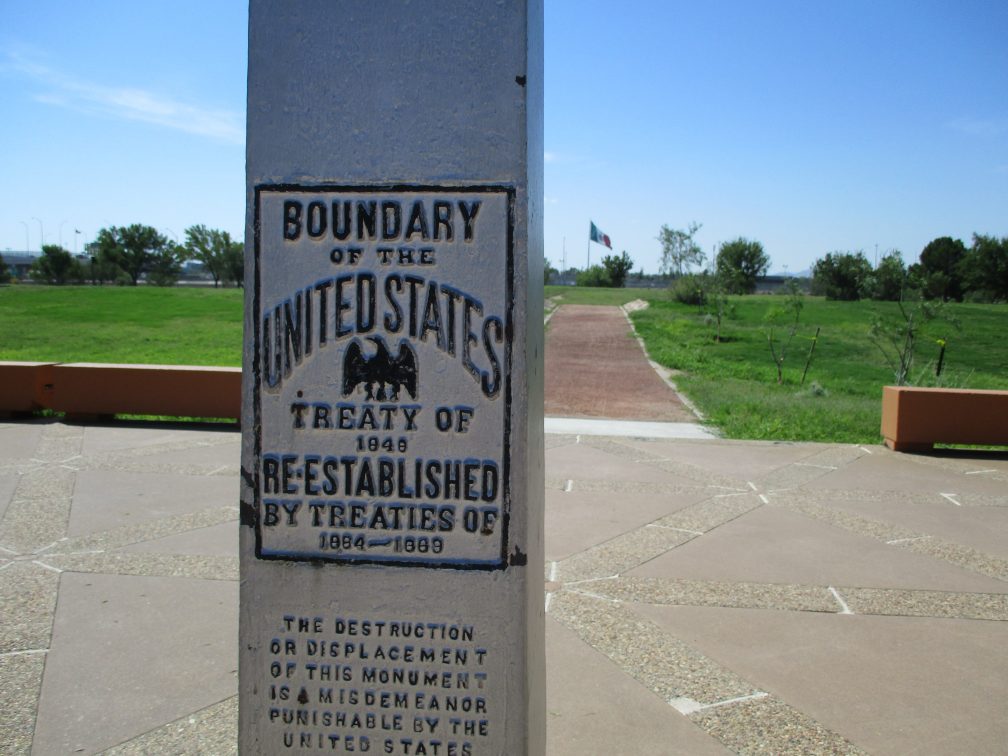 BOUNDARY
OF THE
UNITED STATES
TREATY OF
1848
RE-ESTABLISHED
BY TREATIES OF
1884—1889
THE DESTRUCTION
OR DISPLACEMENT
OF THIS MONUMENT
IS A MISDEMEANOR
PUNISHABLE BY THE
UNITED STATES